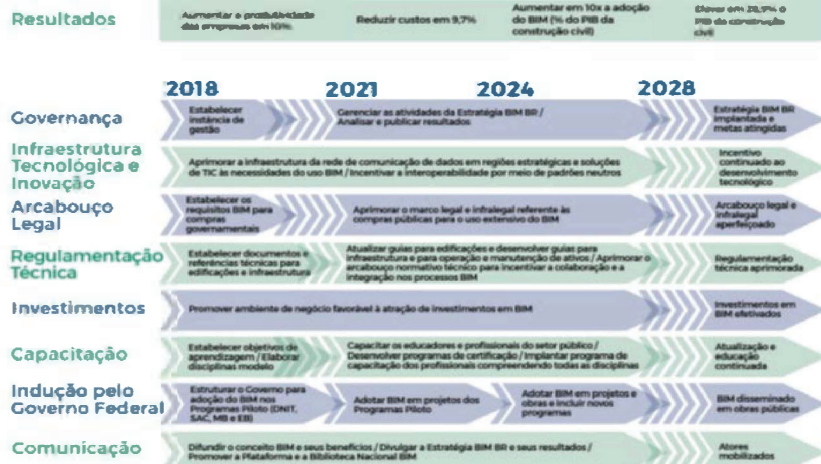 Resultados
Aumentar a produtividade
das empresas em 10%
Reduzir custos em 9,7%
Aumentar em 10x a adoção
do BIM (% do PIB da
construção civil)
Elevar em 28,9% o
PIB da construção
civil
2018
2021
2024
2028
Governança
Estabelecer
instância de
gestão
Gerenciar as atividades da Estratégia BIM BR /
Analisar e publicar resultados
Estratégia BIM BR
implantada e
metas atingidas
Infraestrutura
Tecnológica e
Inovação
Aprimorar a infraestrutura da rede de comunicação de dados em regiões estratégicas e soluções
de TIC às necessidades do uso BIM / Incentivar a interoperabilidade por meio de padrões neutros
Incentivo
continuado ao
desenvolvimento
tecnológico
Arcabouço
Legal
Estabelecer os
requisitos BIM para
compras
governamentais
Aprimorar o marco legal e infralegal referente às
compras públicas para o uso extensivo do BIM
Arcabouço legal e
infralegal
aperfeiçoado
Regulamentação
Técnica
Estabelecer documentos e
referências técnicas para
edificações e infraestrutura
Atualizar guias para edificações e desenvolver guias para
infraestrutura e para operação e manutenção de ativos / Aprimorar o
arcabouço normativo técnico para incentivar a colaboração e a
integração nos processos BIM
Regulamentação
técnica aprimorada
Investimentos
Promover ambiente de negócio favorável à atração de investimentos em BIM
Investimentos em
BIM efetivados
Capacitação
Estabelecer objetivos de
aprendizagem / Elaborar
disciplinas modelo
Capacitar os educadores e profissionais do setor público /
Desenvolver programas de certificação / Implantar programa de
capacitação dos profissionais compreendendo todas as disciplinas
Atualização e
educação
continuada
Indução pelo
Governo Federal
Estruturar o Governo para
adoção do BIM nos
Programas Piloto (DNIT,
SAC, MB e EB)
Adotar BIM em projetos dos
Programas Piloto
Adotar BIM em projetos e
obras e incluir novos
programas
BIM disseminado
em obras públicas
Comunicação
Difundir o conceito BIM e seus benefícios / Divulgar a Estratégia BIM BR e seus resultados /
Promover a Plataforma e a Biblioteca Nacional BIM
Atores
mobilizados